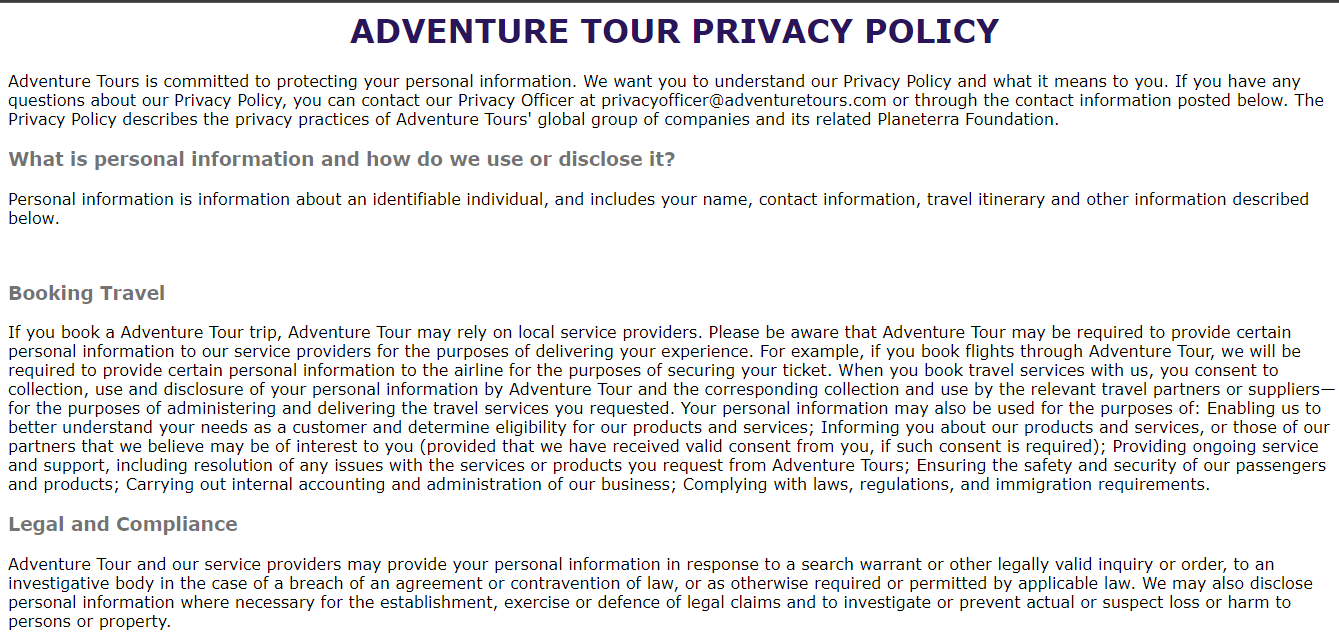 ADVENTURE TOUR PRIVACY POLICY
Adventure Tours is committed to protecting your personal information. We want you to understand our Privacy Policy and what it means to you. If you have any
questions about our Privacy Policy, you can contact our Privacy Officer at privacyofficer@adventuretours.com or through the contact information posted below. The
Privacy Policy describes the privacy practices of Adventure Tours' global group of companies and its related Planeterra Foundation.
What is personal information and how do we use or disclose it?
Personal information is information about an identifiable individual, and includes your name, contact information, travel itinerary and other information described
below.
Booking Travel
If you book a Adventure Tour trip, Adventure Tour may rely on local service providers. Please be aware that Adventure Tour may be required to provide certain
personal information to our service providers for the purposes of delivering your experience. For example, if you book flights through Adventure Tour, we will be
required to provide certain personal information to the airline for the purposes of securing your ticket. When you book travel services with us, you consent to
collection, use and disclosure of your personal information by Adventure Tour and the corresponding collection and use by the relevant travel partners or suppliers—
for the purposes of administering and delivering the travel services you requested. Your personal information may also be used for the purposes of: Enabling us to
better understand your needs as a customer and determine eligibility for our products and services; Informing you about our products and services, or those of our
partners that we believe may be of interest to you (provided that we have received valid consent from you, if such consent is required); Providing ongoing service
and support, including resolution of any issues with the services or products you request from Adventure Tours; Ensuring the safety and security of our passengers
and products; Carrying out internal accounting and administration of our business; Complying with laws, regulations, and immigration requirements.
Legal and Compliance
Adventure Tour and our service providers may provide your personal information in response to a search warrant or other legally valid inquiry or order, to an
investigative body in the case of a breach of an agreement or contravention of law, or as otherwise required or permitted by applicable law. We may also disclose
personal information where necessary for the establishment, exercise or defence of legal claims and to investigate or prevent actual or suspect loss or harm to
persons or property.